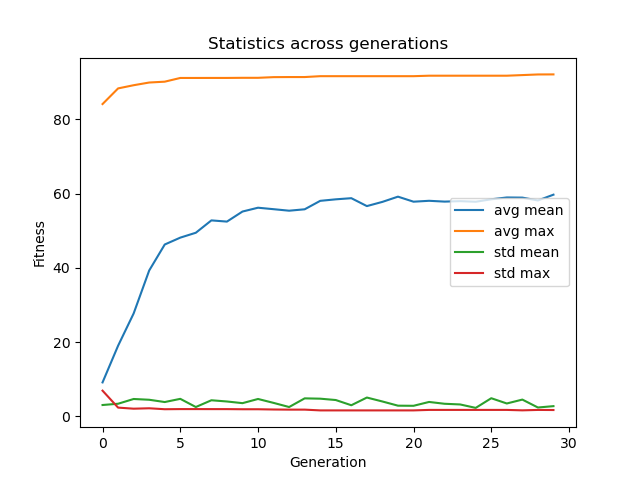 Statistics across generations
Fitness
80
60
40
20
0
avg mean
avg max
std mean
std max
0 5 10 15 20 25 30
Generation